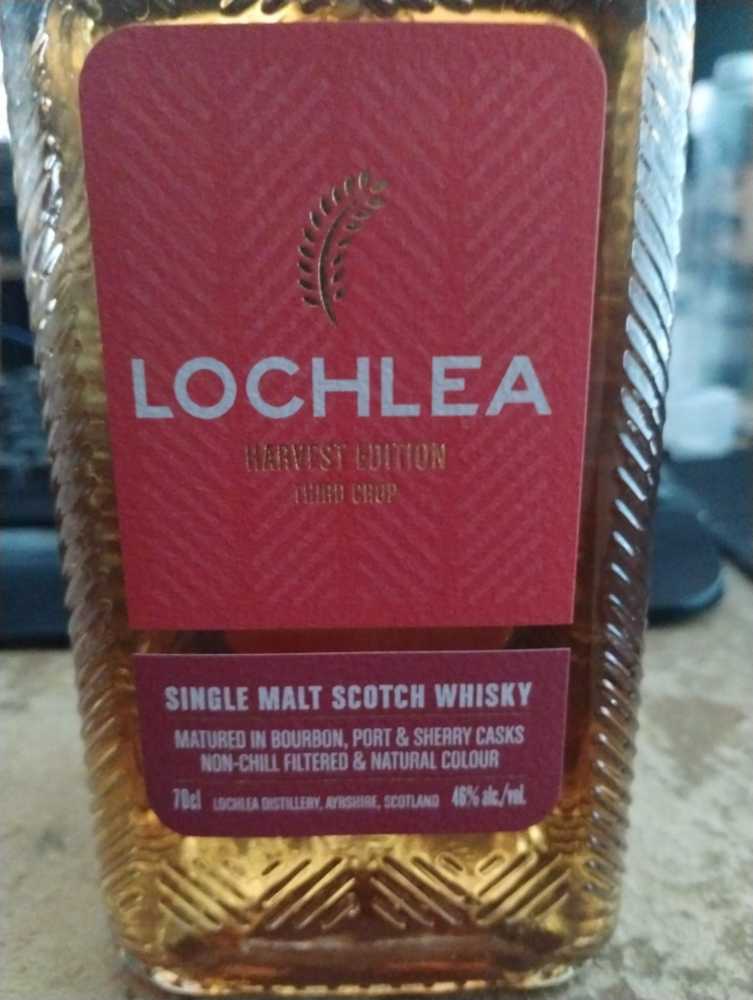 LOCHLEA
HARVEST EDITION
THIRD CROP
SINGLE MALT SCOTCH WHISKY
MATURED IN BOURBON, PORT & SHERRY CASKS
NON-CHILL FILTERED & NATURAL COLOUR
70cl LOCHLEA DISTILLERY, AYRSHIRE, SCOTLAND 46% alc./vol.